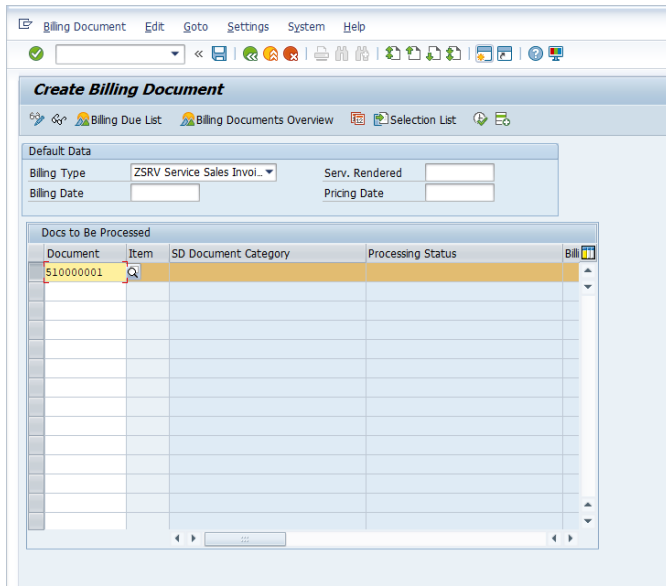 Billing Document Edit Goto Settings System Help
Create Billing Document
Billing Due List Billing Documents Overview Selection List
Default Data
Billing Type ZSRV Service Sales Invoi.. Serv. Rendered
Billing Date Pricing Date
Docs to Be Processed
Document Item SD Document Category Processing Status Billi
510000001